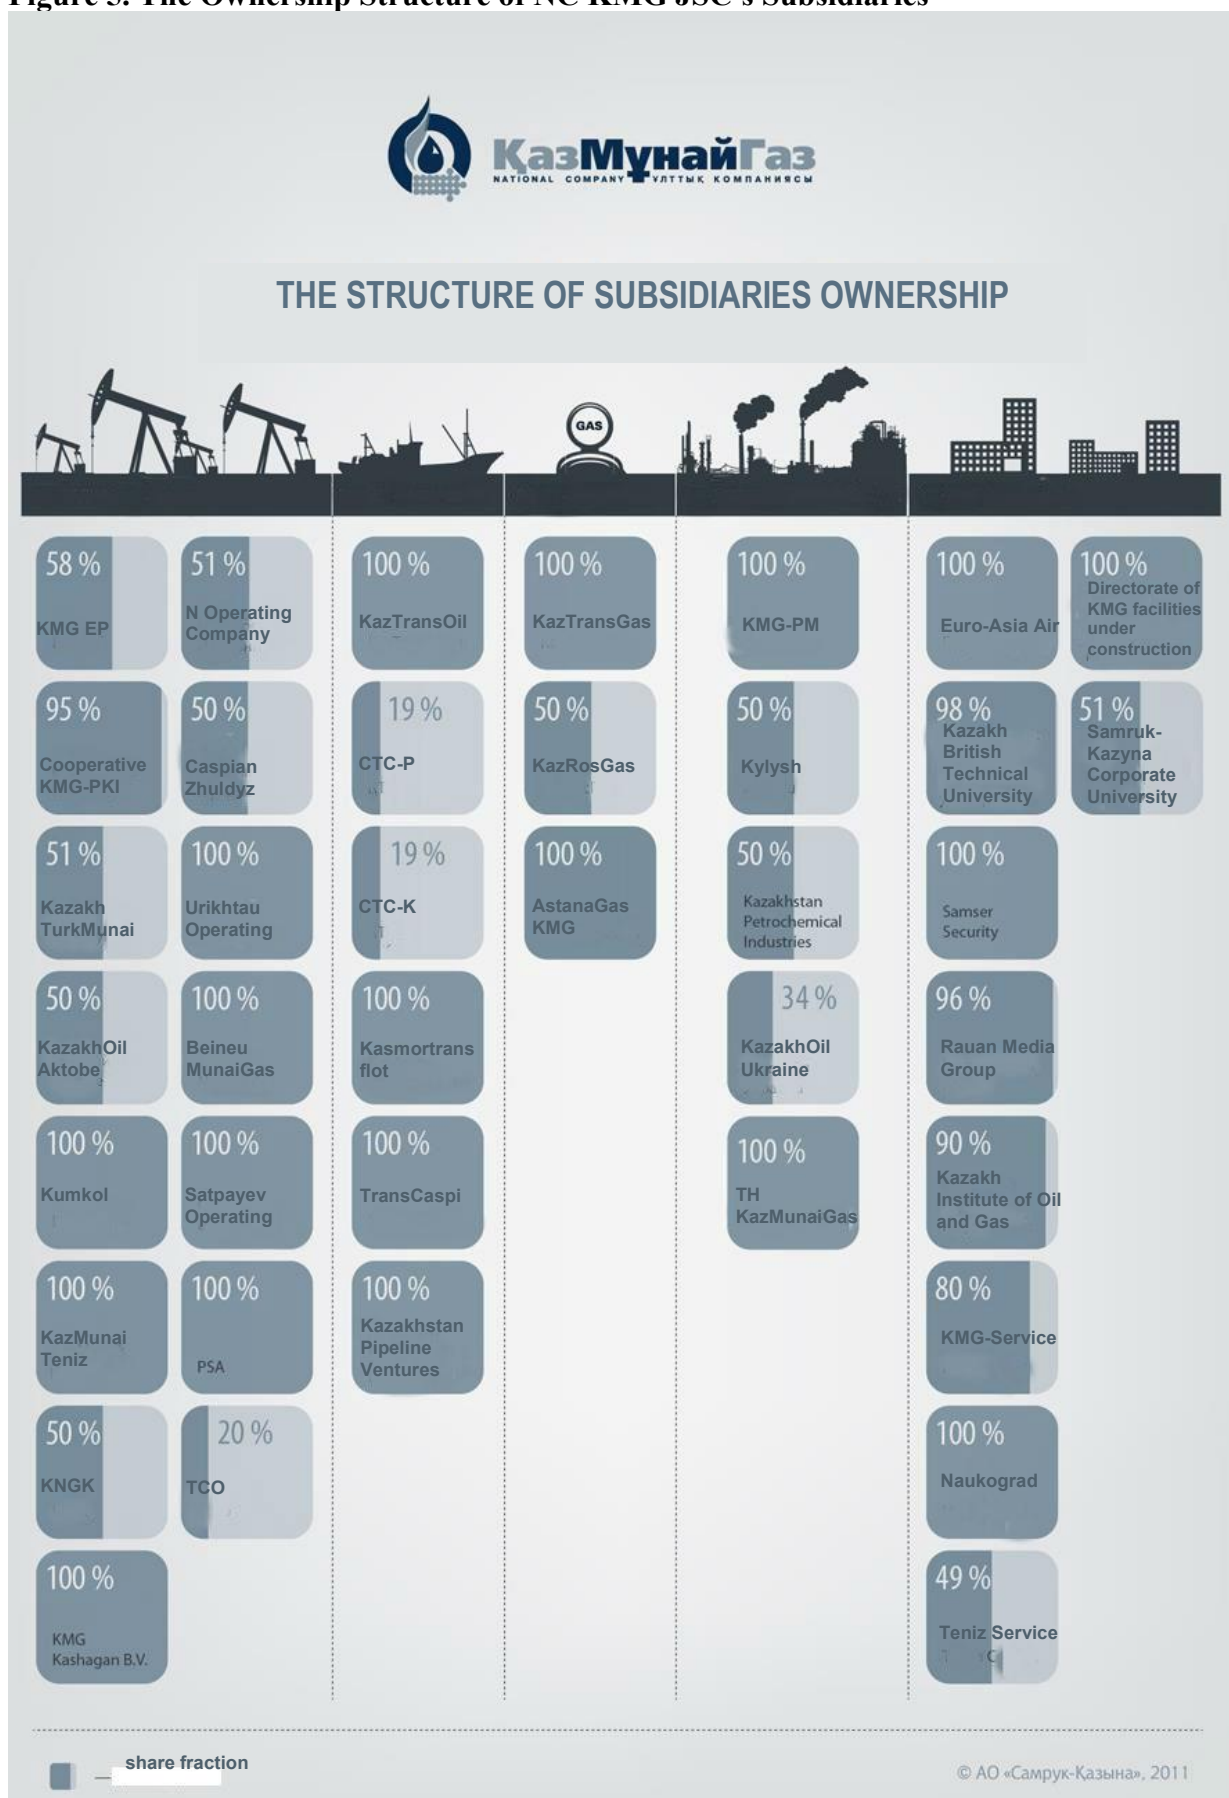 Figure 3. The Ownership Structure of NC KMG JSC's Subsidiaries
ҚазМұнайГаз
NATIONAL COMPANY ҰЛТТЫҚ КОМПАНИЯСЫ
THE STRUCTURE OF SUBSIDIARIES OWNERSHIP
GAS
58 %
KMG EP
95 %
Cooperative
KMG-PKI
51 %
Kazakh
TurkMunai
50 %
KazakhOil
Aktobe
100 %
Kumkol
100 %
KazMunai
Teniz
50 %
KNGK
100 %
KMG
Kashagan B.V.
51 %
N Operating
Company
50 %
Caspian
Zhuldyz
100 %
Urikhtau
Operating
100 %
Beineu
MunaiGas
100 %
Satpayev
Operating
100 %
PSA
20 %
TCO
100 %
KazTransOil
19 %
CTC-P
19 %
CTC-K
100 %
Kasmortrans
flot
100 %
TransCaspi
100 %
Kazakhstan
Pipeline
Ventures
100 %
KazTransGas
50 %
KazRosGas
100 %
AstanaGas
KMG
100 %
KMG-PM
50 %
Kylysh
50 %
Kazakhstan
Petrochemical
Industries
34 %
KazakhOil
Ukraine
100 %
TH
KazMunaiGas
100 %
Euro-Asia Air
98 %
Kazakh
British
Technical
University
100 %
Samser
Security
96 %
Rauan Media
Group
90 %
Kazakh
Institute of Oil
and Gas
80 %
KMG-Service
100 %
Naukograd
49 %
Teniz Service
100 %
Directorate of
KMG facilities
under
construction
51 %
Samruk-
Kazyna
Corporate
University
— share fraction
© АО «Самрук-Қазына», 2011